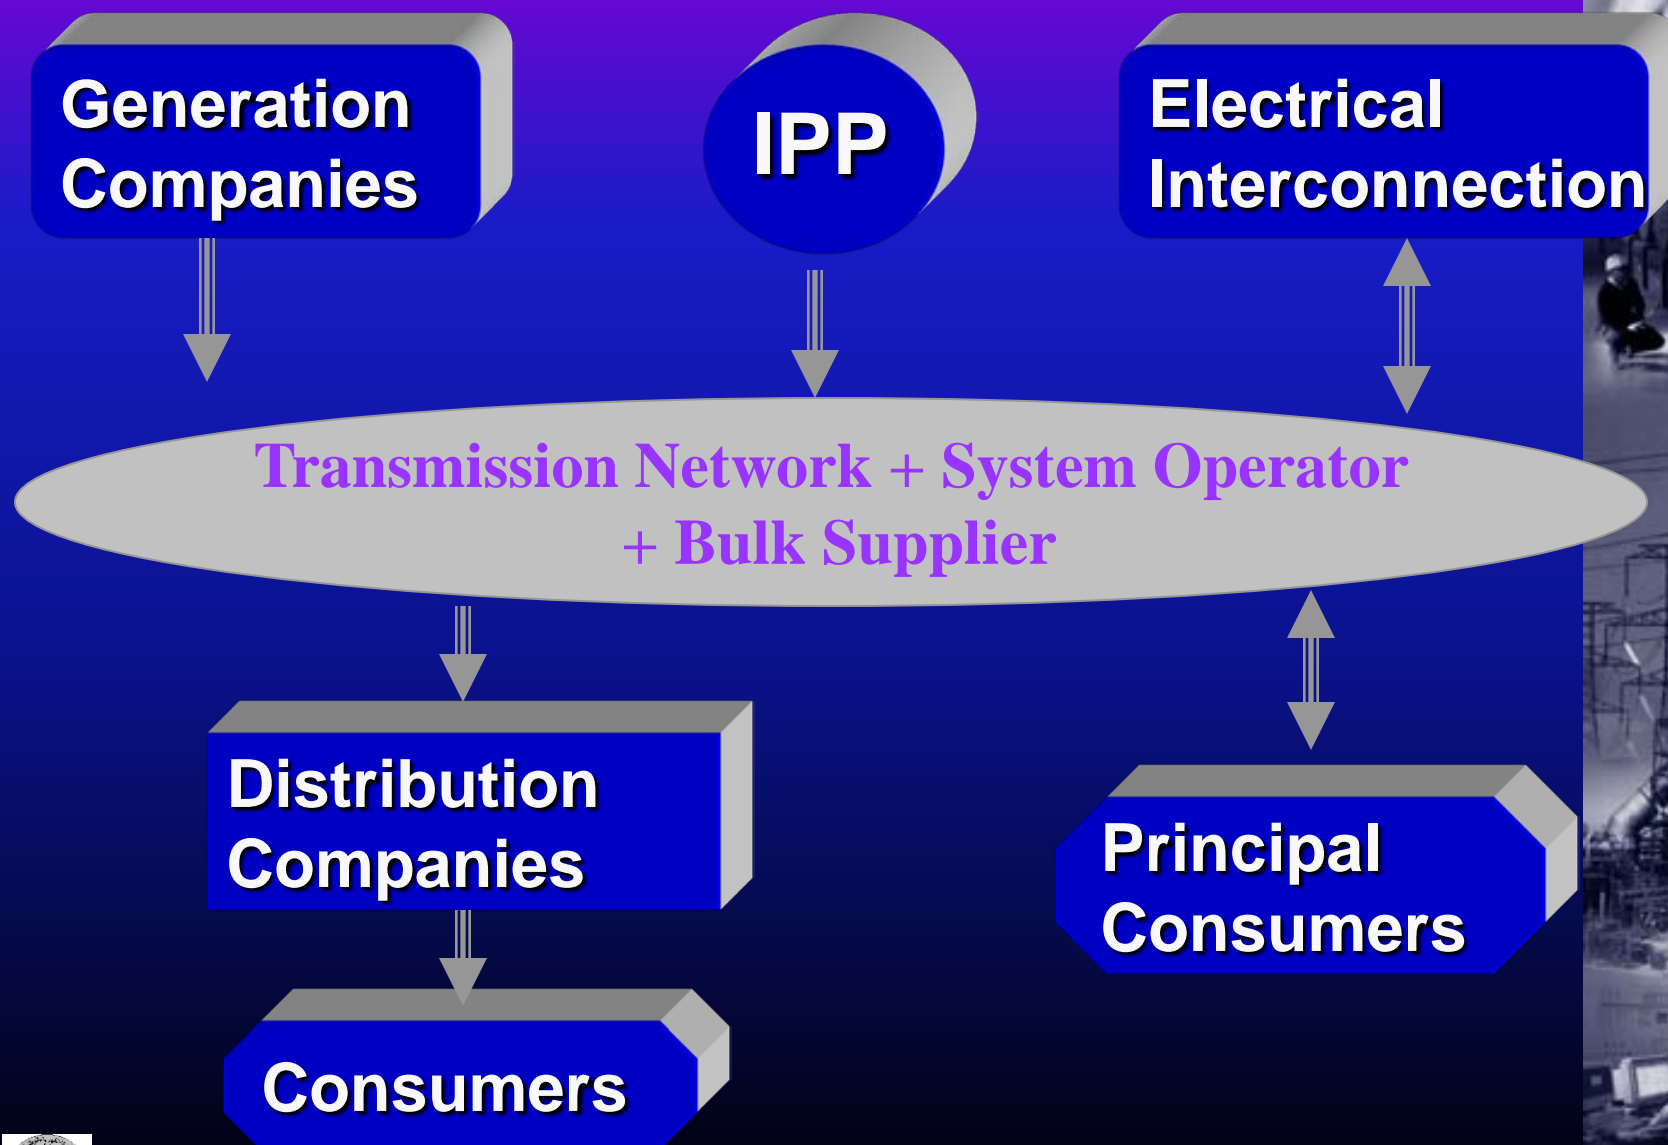 Generation
Companies
IPP
Electrical
Interconnection
Transmission Network + System Operator
+ Bulk Supplier
Distribution
Companies
Principal
Consumers
Consumers